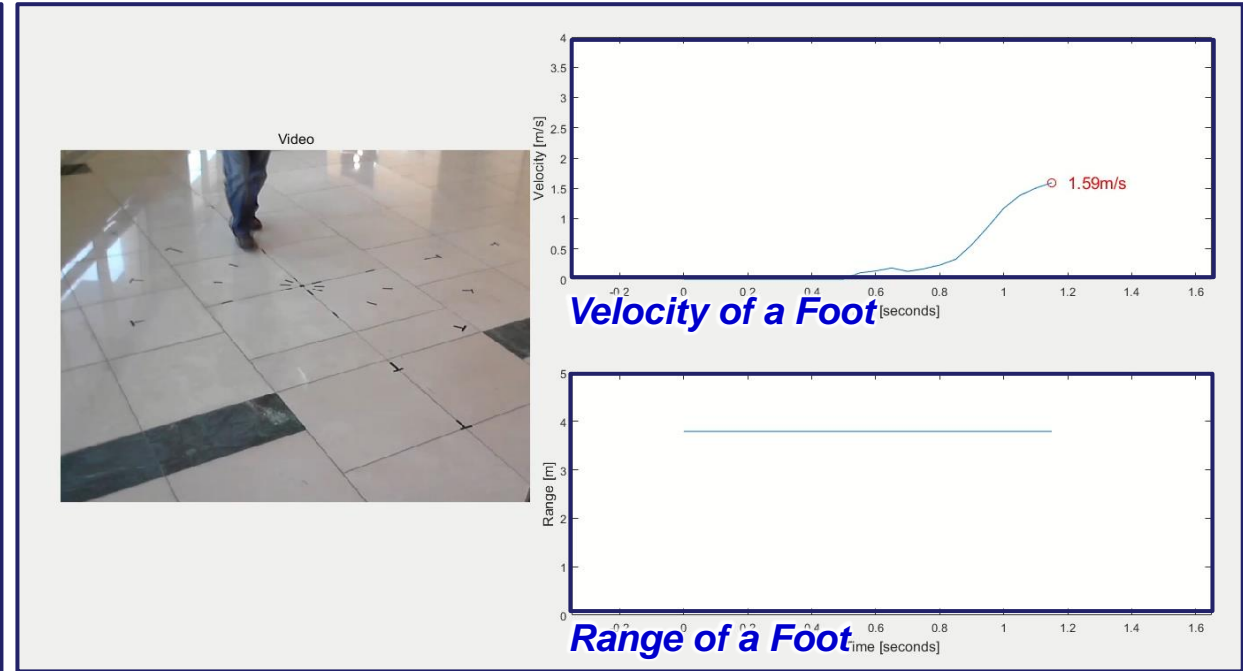 Video
Velocity [m/s]
4
3.5
3
2.5
2
1.5
1
0.5
0
1.59m/s
-0.2 0 0.2 0.4 0.6 0.8 1 1.2 1.4 1.6
Velocity of a Foot
[seconds]
Range [m]
5
4
3
2
1
0
-0.2 0 0.2 0.4 0.6 0.8 1 1.2 1.4 1.6
Range of a Foot
Time [seconds]